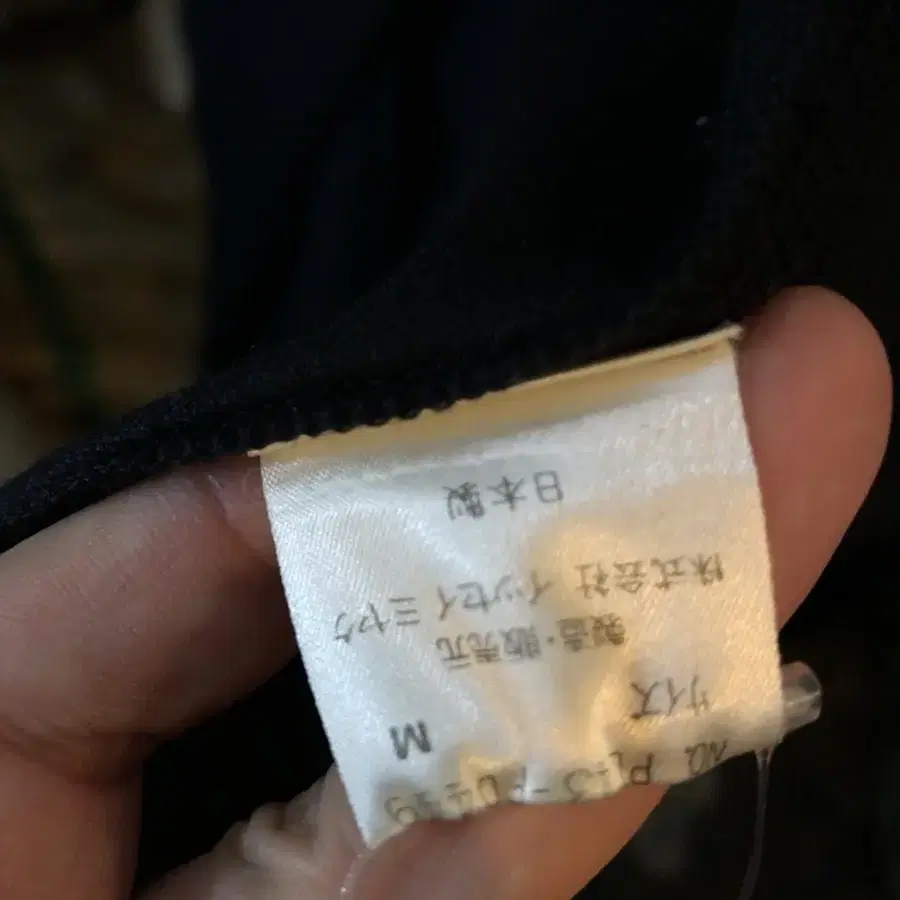 NO
サイズ M
製造・販売元
株式会社 イッセイ ミヤケ
日本製